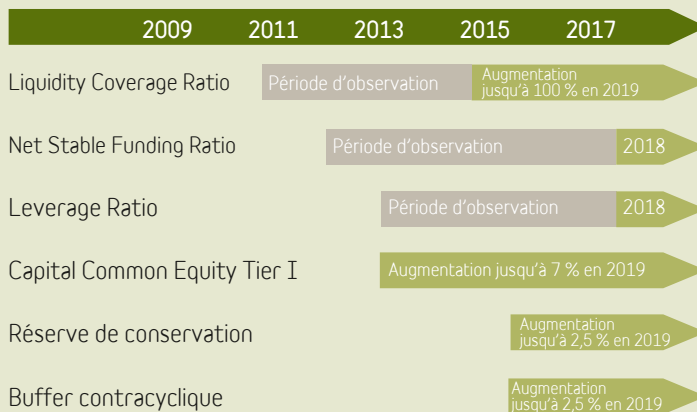 2009 2011 2013 2015 2017
Liquidity Coverage Ratio Période d'observation Augmentation
jusqu'à 100 % en 2019
Net Stable Funding Ratio Période d'observation 2018
Leverage Ratio Période d'observation 2018
Capital Common Equity Tier I Augmentation jusqu'à 7 % en 2019
Réserve de conservation Augmentation
jusqu'à 2,5 % en 2019
Buffer contracyclique Augmentation
jusqu'à 2,5 % en 2019